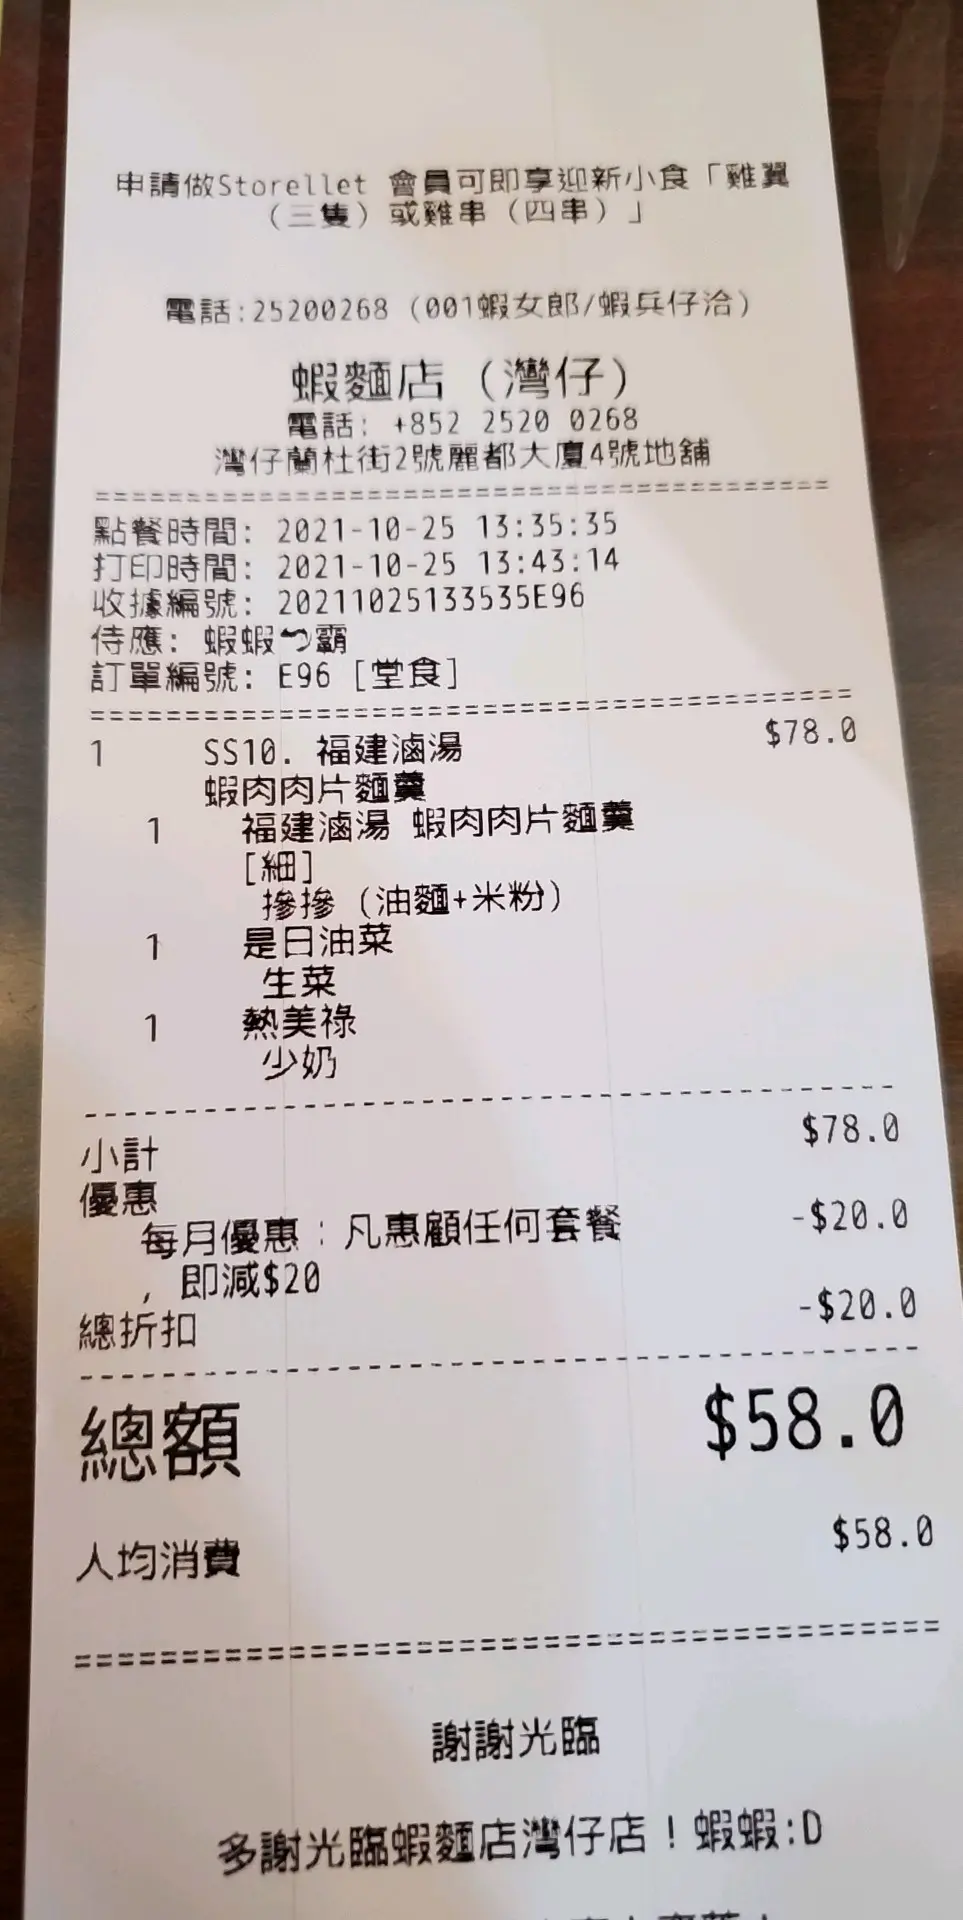 申請做Storellet 會員可即享迎新小食「雞翼
（三隻）或雞串（四串）」
電話:25200268（001蝦女郎/蝦兵仔洽）
蝦麵店（灣仔）
電話: +852 2520 0268
灣仔蘭杜街2號麗都大廈4號地舖
======================================
點餐時間: 2021-10-25 13:35:35
打印時間: 2021-10-25 13:43:14
收據編號: 20211025133535E96
侍應: 蝦蝦 霸
訂單編號: E96 [堂食]
======================================
1 SS10. 福建滷湯 $78.0
蝦肉肉片麵羹
1 福建滷湯 蝦肉肉片麵羹
[細]
摻摻（油麵+米粉）
1 是日油菜
生菜
1 熱美祿
少奶
--------------------------------------
小計 $78.0
優惠
每月優惠：凡惠顧任何套餐 -$20.0
，即減$20
總折扣 -$20.0
--------------------------------------
總額 $58.0
人均消費 $58.0
======================================
謝謝光臨
多謝光臨蝦麵店灣仔店！蝦蝦:D